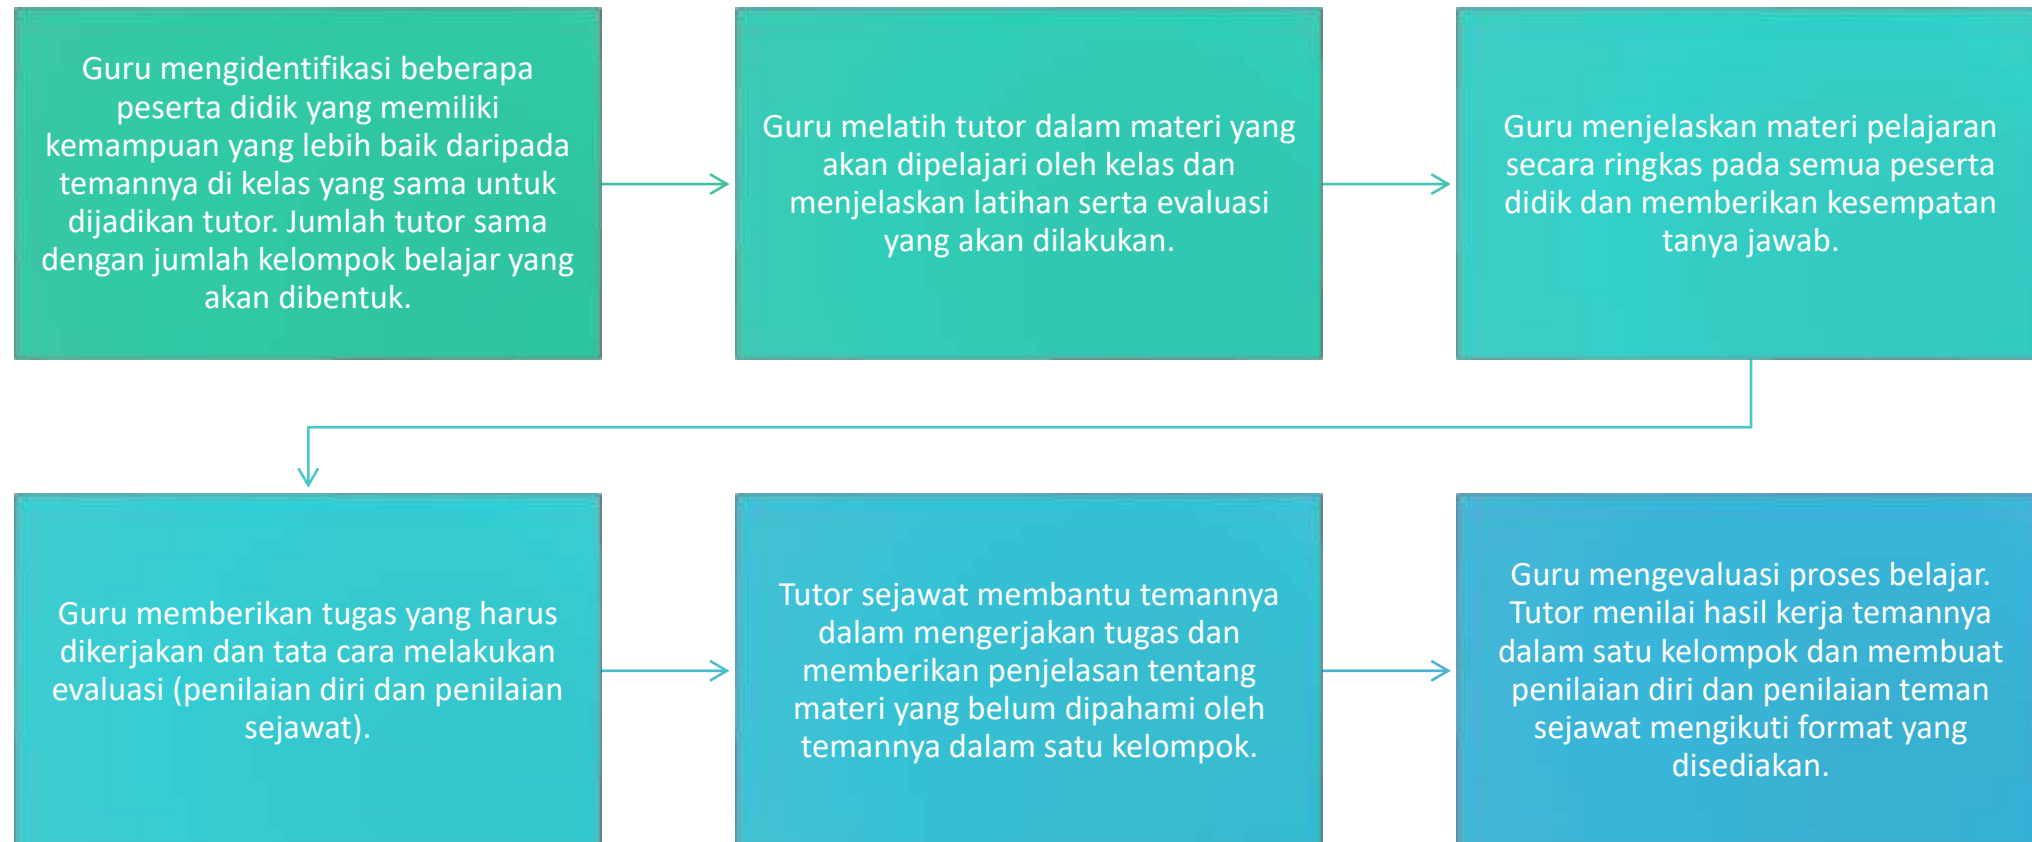 Guru mengidentifikasi beberapa
peserta didik yang memiliki
kemampuan yang lebih baik daripada
temannya di kelas yang sama untuk
dijadikan tutor. Jumlah tutor sama
dengan jumlah kelompok belajar yang
akan dibentuk.
Guru melatih tutor dalam materi yang
akan dipelajari oleh kelas dan
menjelaskan latihan serta evaluasi
yang akan dilakukan.
Guru menjelaskan materi pelajaran
secara ringkas pada semua peserta
didik dan memberikan kesempatan
tanya jawab.
Guru memberikan tugas yang harus
dikerjakan dan tata cara melakukan
evaluasi (penilaian diri dan penilaian
sejawat).
Tutor sejawat membantu temannya
dalam mengerjakan tugas dan
memberikan penjelasan tentang
materi yang belum dipahami oleh
temannya dalam satu kelompok.
Guru mengevaluasi proses belajar.
Tutor menilai hasil kerja temannya
dalam satu kelompok dan membuat
penilaian diri dan penilaian teman
sejawat mengikuti format yang
disediakan.